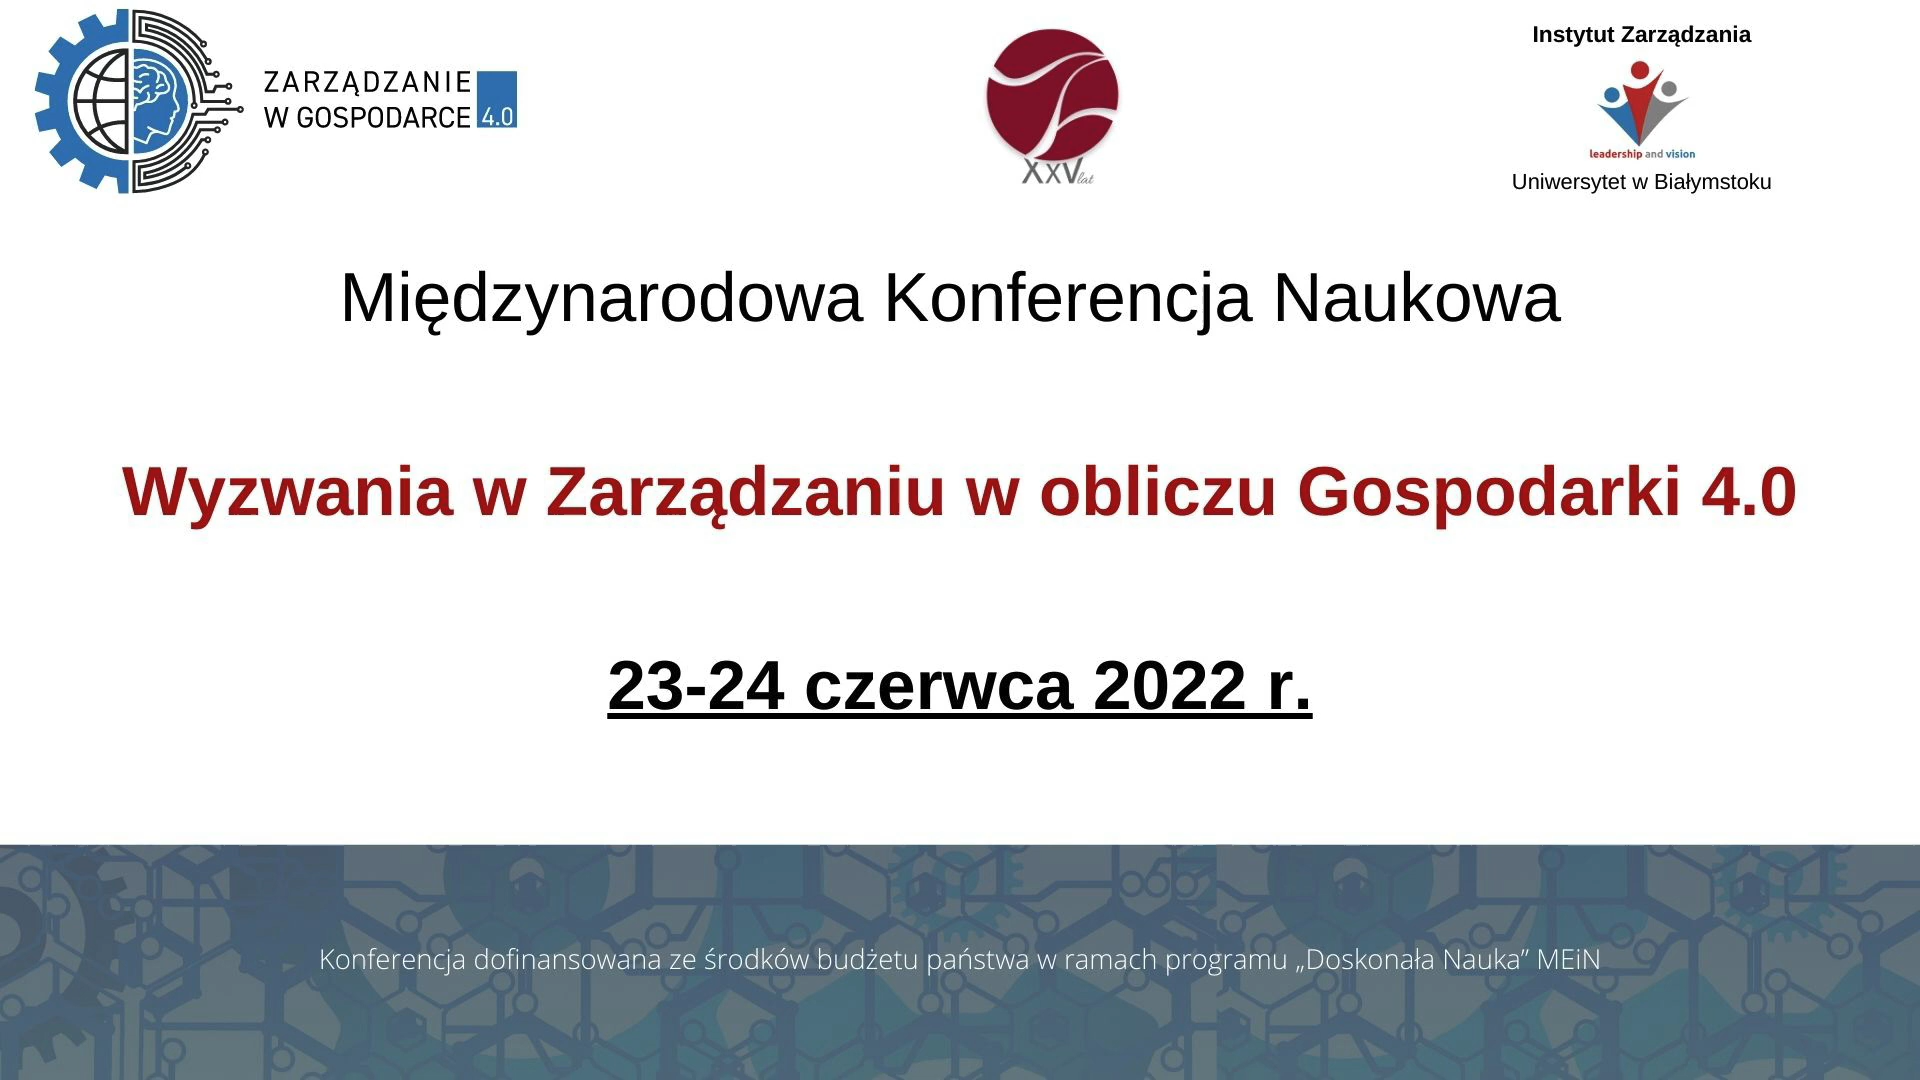 ZARZĄDZANIE
W GOSPODARCE 4.0
XXV lat
Instytut Zarządzania
leadership and vision
Uniwersytet w Białymstoku
Międzynarodowa Konferencja Naukowa
Wyzwania w Zarządzaniu w obliczu Gospodarki 4.0
23-24 czerwca 2022 r.
Konferencja dofinansowana ze środków budżetu państwa w ramach programu „Doskonała Nauka” MEiN